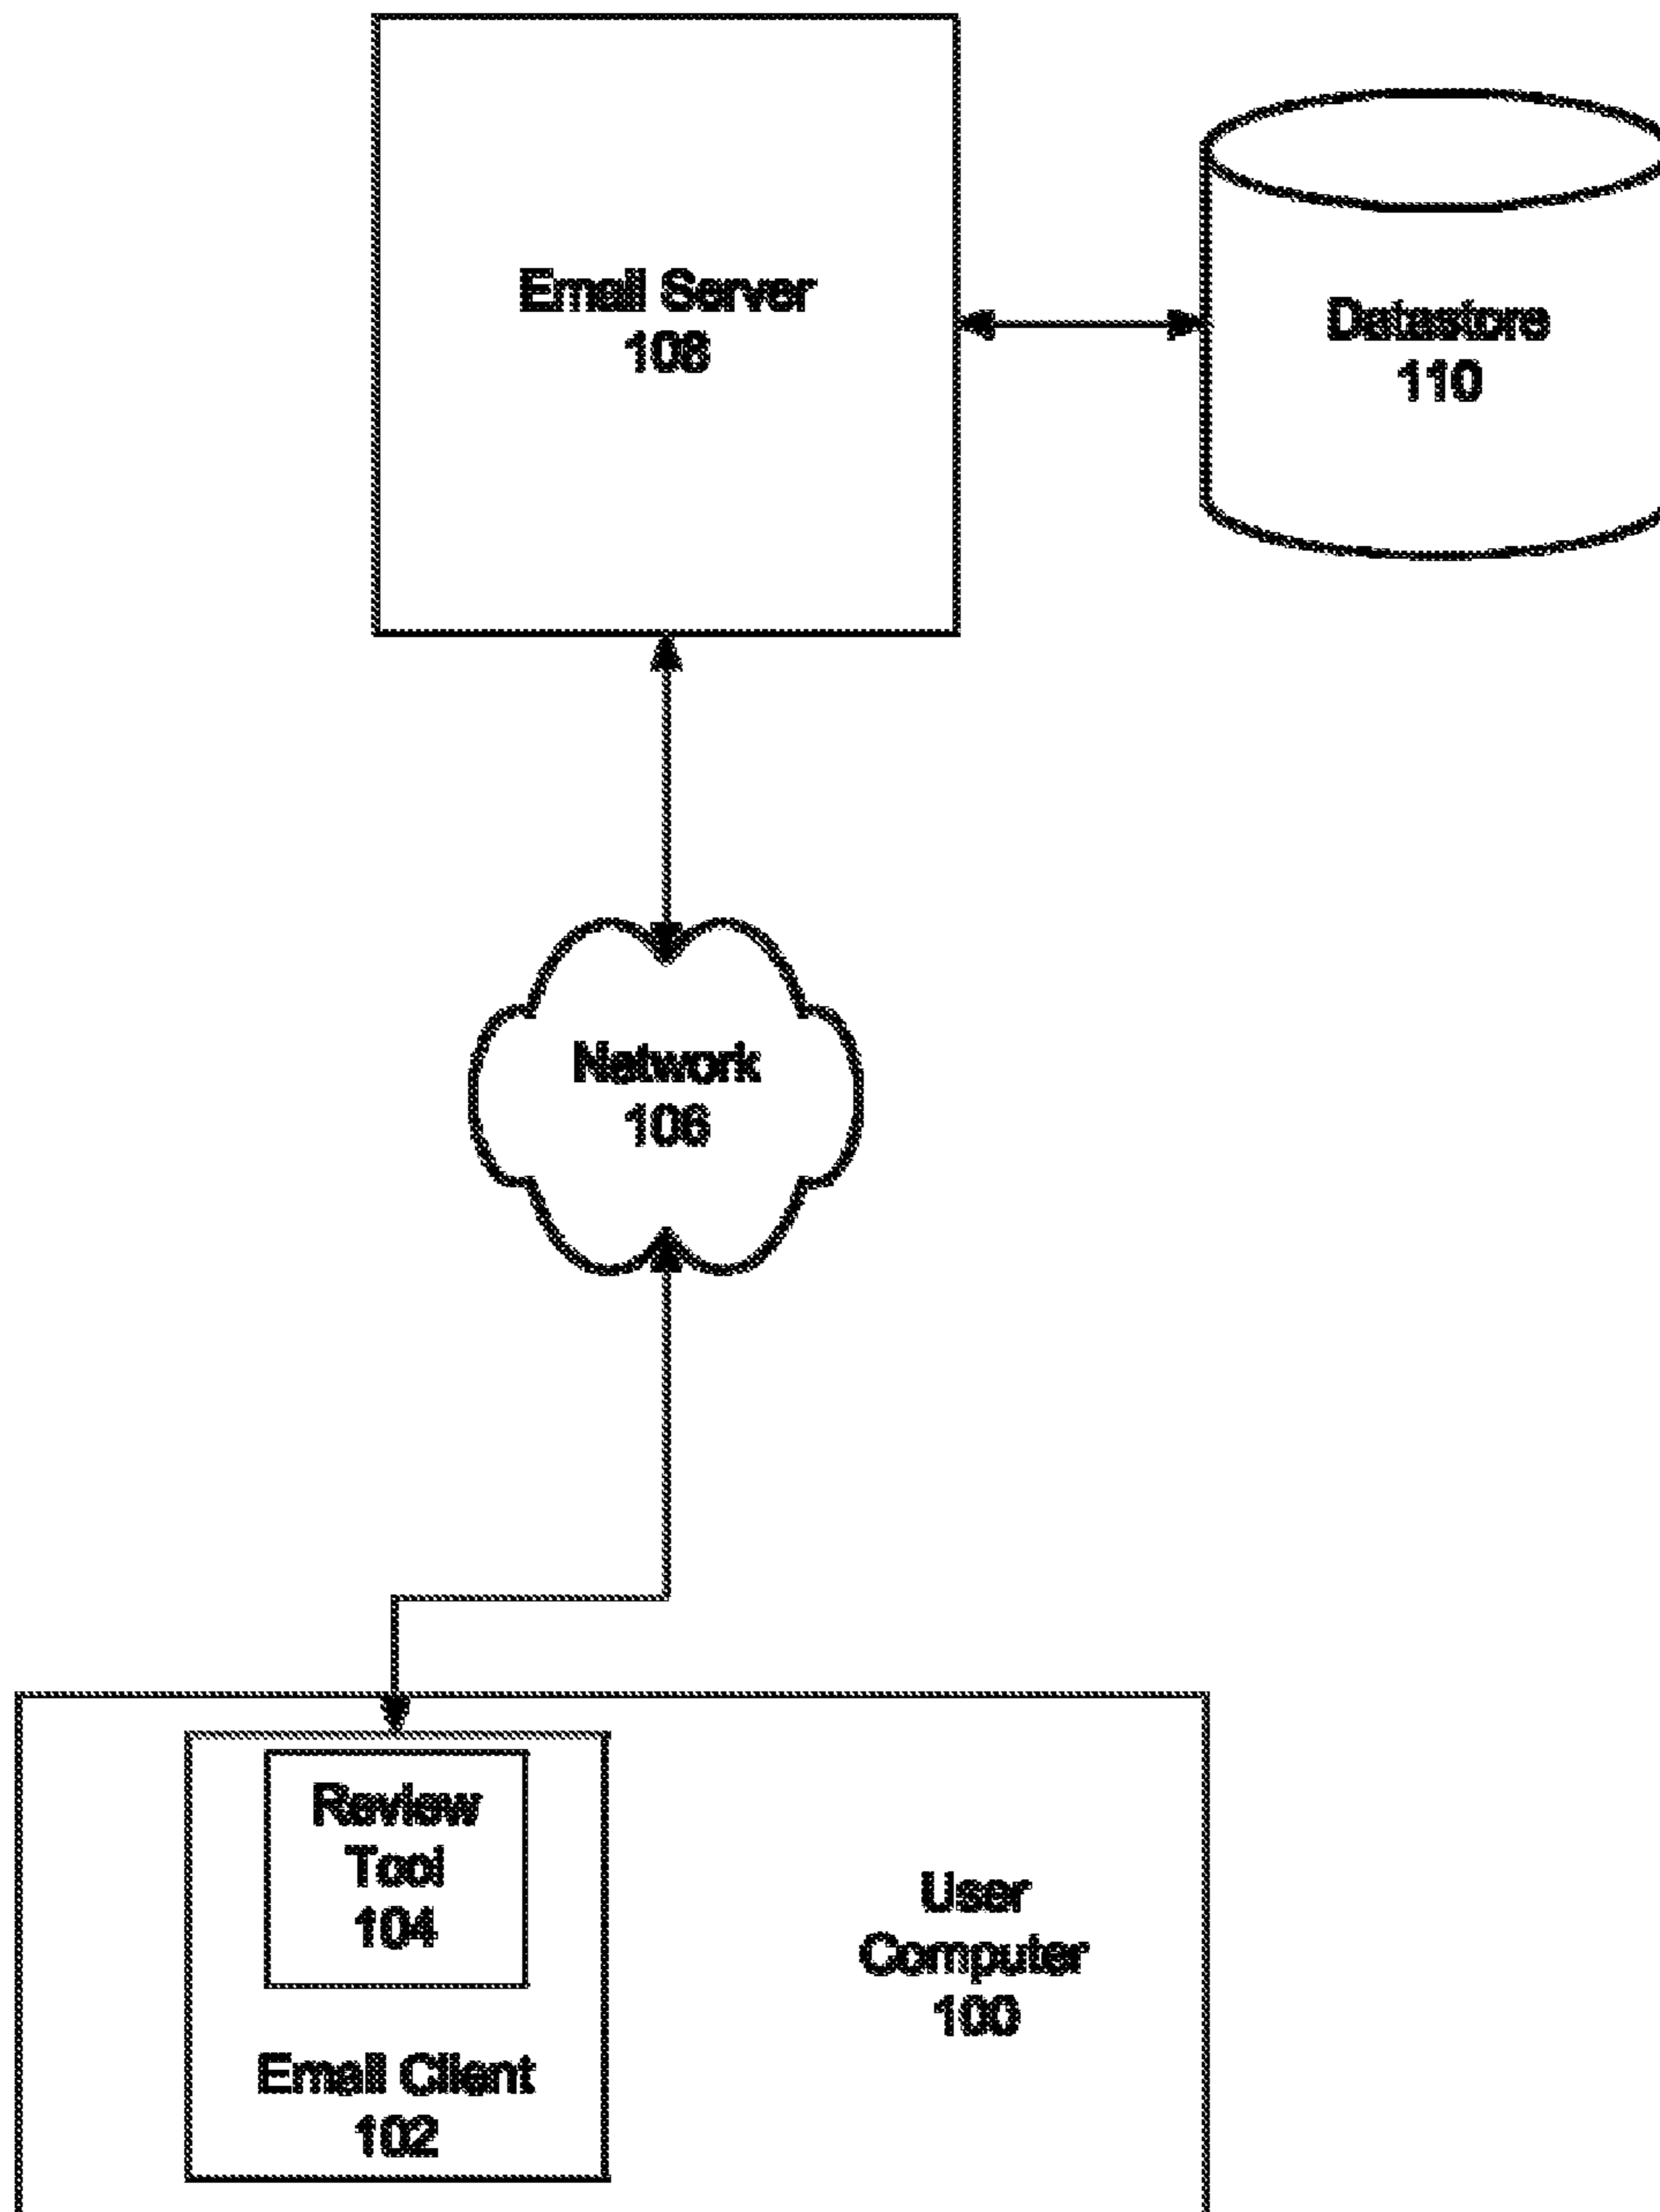 Email Server
108
Datastore
110
Network
106
Review
Tool
104
Email Client
102
User
Computer
100